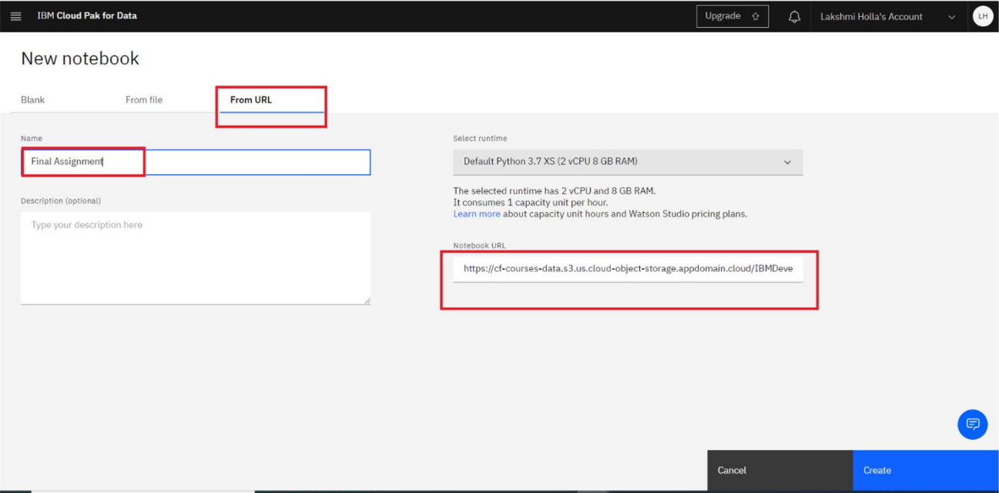 IBM Cloud Pak for Data
Upgrade
Lakshmi Holla's Account
LH
New notebook
Blank
From file
From URL
Name
Final Assignment
Description (optional)
Type your description here
Select runtime
Default Python 3.7 XS (2 vCPU 8 GB RAM)
The selected runtime has 2 vCPU and 8 GB RAM.
It consumes 1 capacity unit per hour.
Learn more about capacity unit hours and Watson Studio pricing plans.
Notebook URL
https://cf-courses-data.s3.us.cloud-object-storage.appdomain.cloud/IBMDeve
Cancel
Create